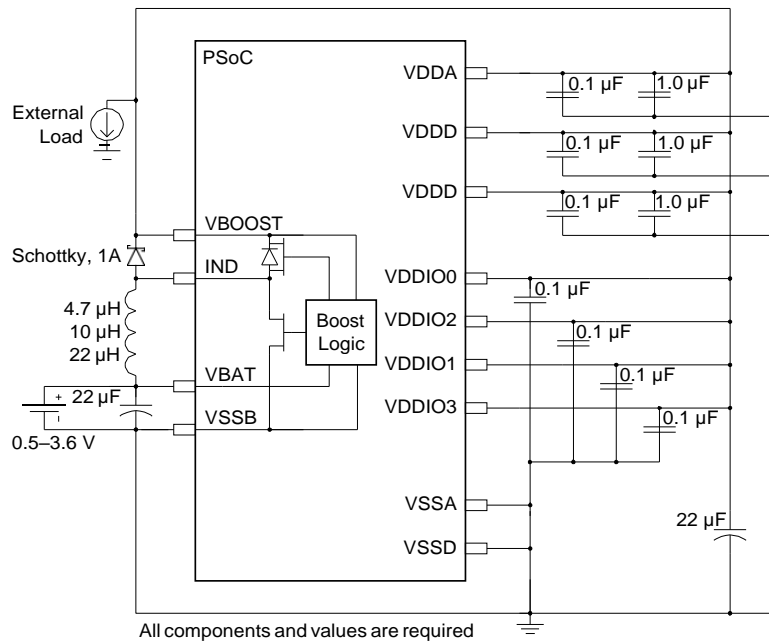 PSoC
VDDA
0.1 µF
1.0 µF
External
Load
VDDD
0.1 µF
1.0 µF
VDDD
0.1 µF
1.0 µF
VBOOST
Schottky, 1A
IND
VDDIO0
0.1 µF
4.7 µH
10 µH
22 µH
Boost
Logic
VDDIO2
0.1 µF
VDDIO1
0.1 µF
VBAT
22 µF
+
-
VDDIO3
0.1 µF
VSSB
0.5–3.6 V
VSSA
22 µF
VSSD
All components and values are required